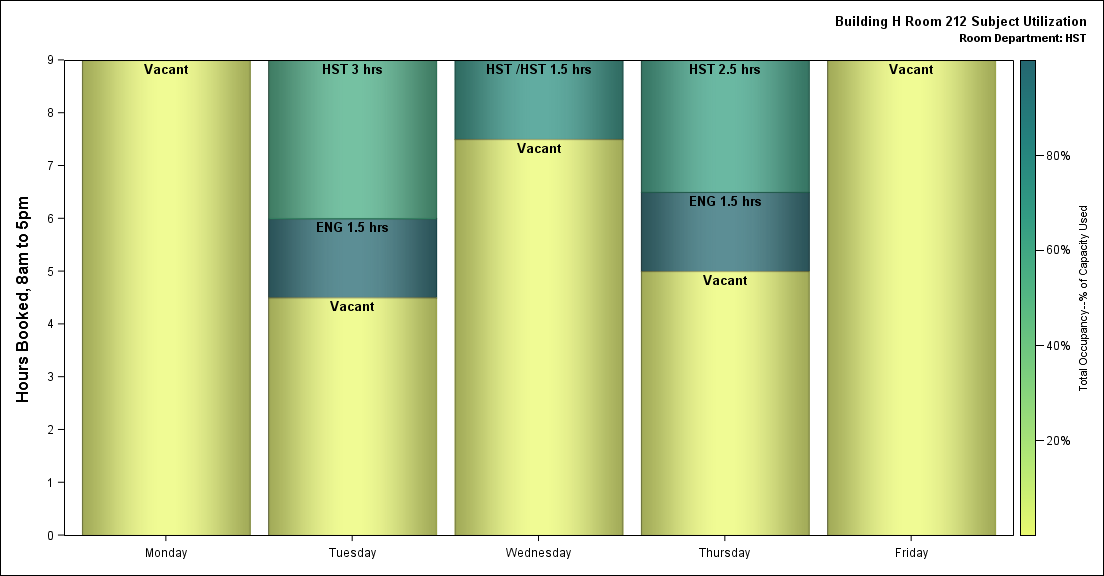 Building H Room 212 Subject Utilization
Room Department: HST
Hours Booked, 8am to 5pm
9
8
7
6
5
4
3
2
1
0
Vacant
HST 3 hrs
ENG 1.5 hrs
Vacant
HST /HST 1.5 hrs
Vacant
HST 2.5 hrs
ENG 1.5 hrs
Vacant
Vacant
Monday
Tuesday
Wednesday
Thursday
Friday
80%
60%
40%
20%
Total Occupancy--% of Capacity Used